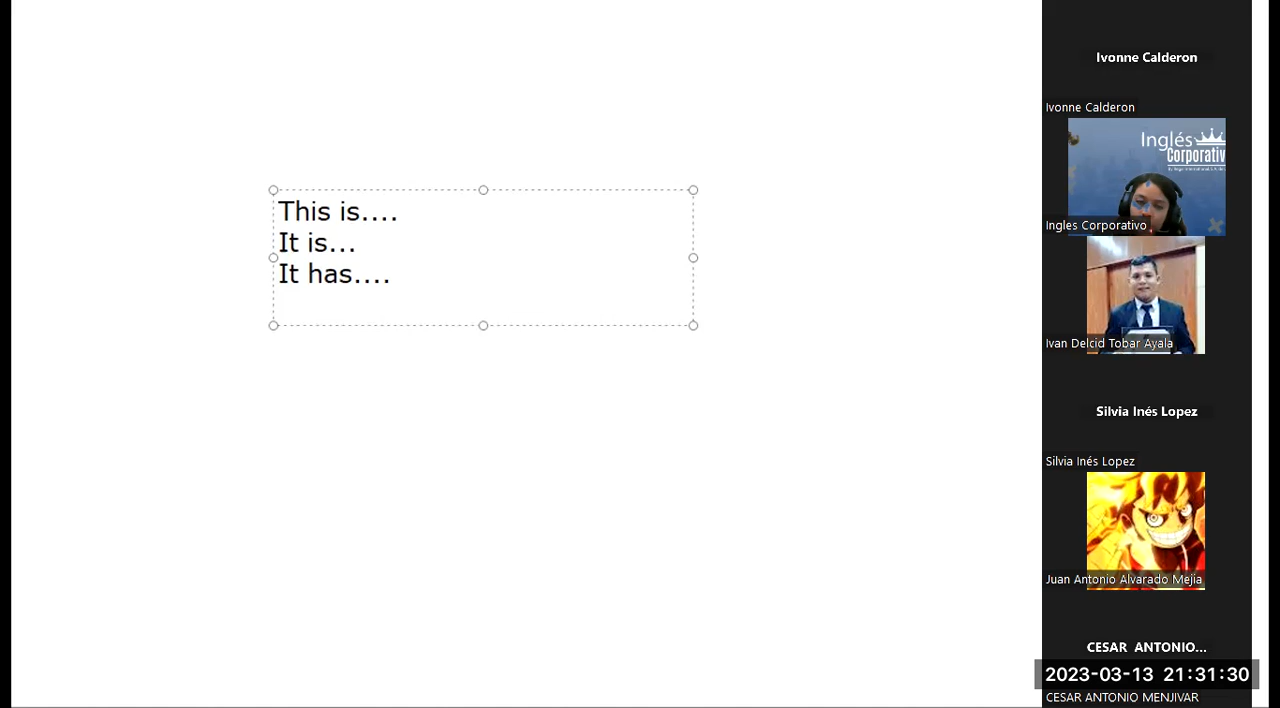 This is....
It is...
It has....
Ivonne Calderon
Ivonne Calderon
Inglés
Corporativ
Ingles Corporativo
Ivan Delcid Tobar Ayala
Silvia Inés Lopez
Silvia Inés Lopez
Juan Antonio Alvarado Mejía
CESAR ANTONIO...
2023-03-13 21:31:30
CESAR ANTONIO MENJIVAR